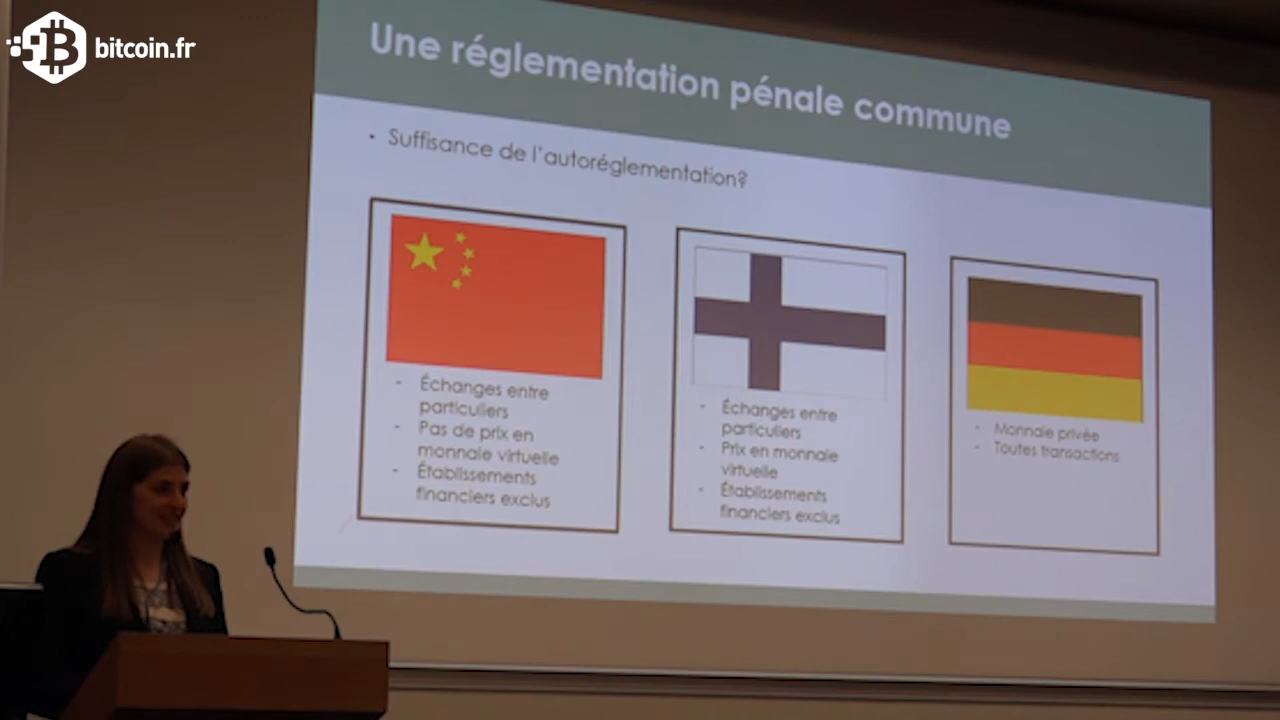 bitcoin.fr
Une réglementation pénale commune
• Suffisance de l'autoréglementation?
- Échanges entre
particuliers
- Pas de prix en
monnaie virtuelle
- Établissements
financiers exclus
- Échanges entre
particuliers
- Prix en monnaie
virtuelle
- Établissements
financiers exclus
- Monnaie privée
- Toutes transactions